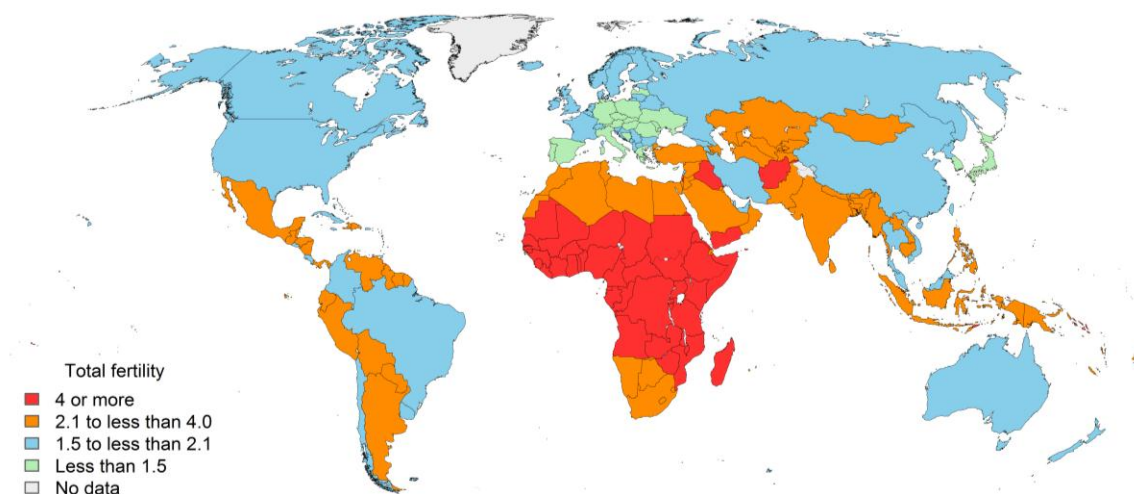 Total fertility
4 or more
2.1 to less than 4.0
1.5 to less than 2.1
Less than 1.5
No data